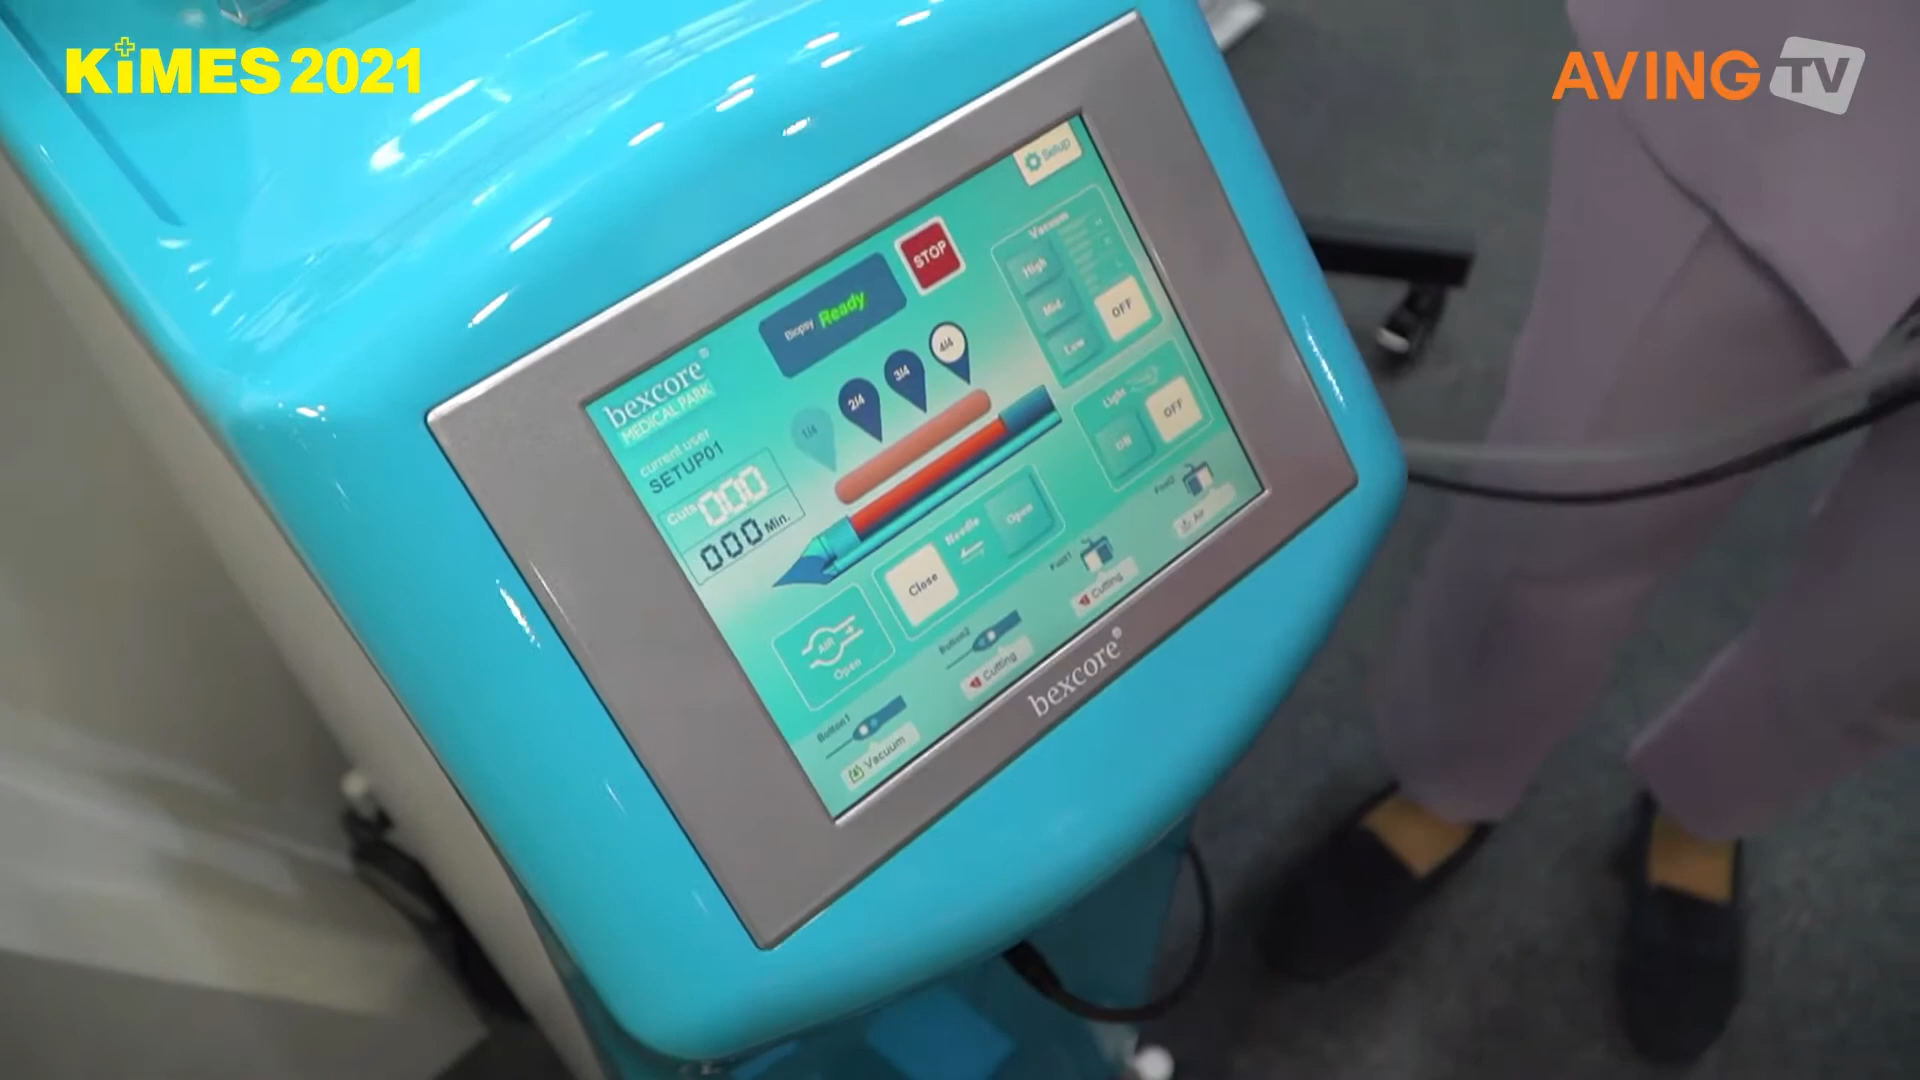 KiMES 2021
AVING TV
Setup
STOP
Biopsy Ready
Vacuum
High
Mid.
Low
OFF
bexcore®
MEDICAL PARK
current user
SETUP01
Cuts 000
000 Min.
1/4
2/4
3/4
4/4
Light
ON
OFF
Needle
Close
Open
AIR
Open
Button1
Vacuum
Button2
Cutting
Foot1
Cutting
Foot2
Air
bexcore®